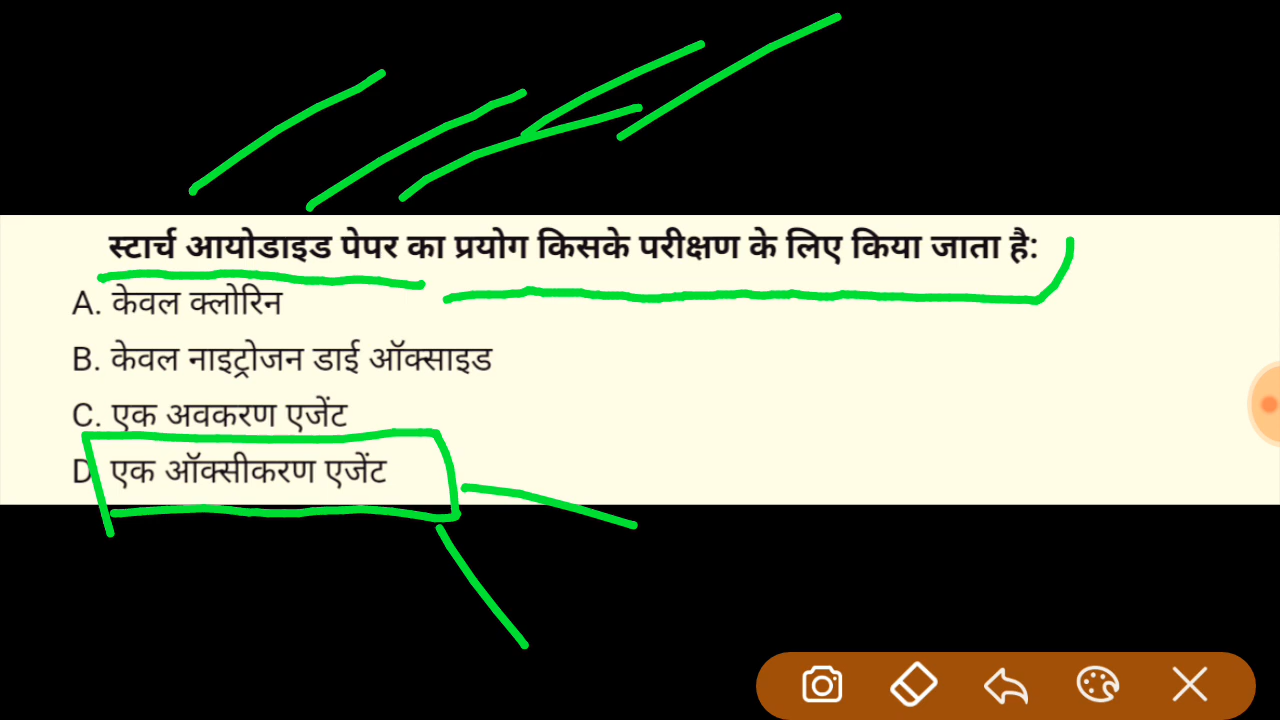 स्टार्च आयोडाइड पेपर का प्रयोग किसके परीक्षण के लिए किया जाता है:
A. केवल क्लोरिन
B. केवल नाइट्रोजन डाई ऑक्साइड
C. एक अवकरण एजेंट
D. एक ऑक्सीकरण एजेंट